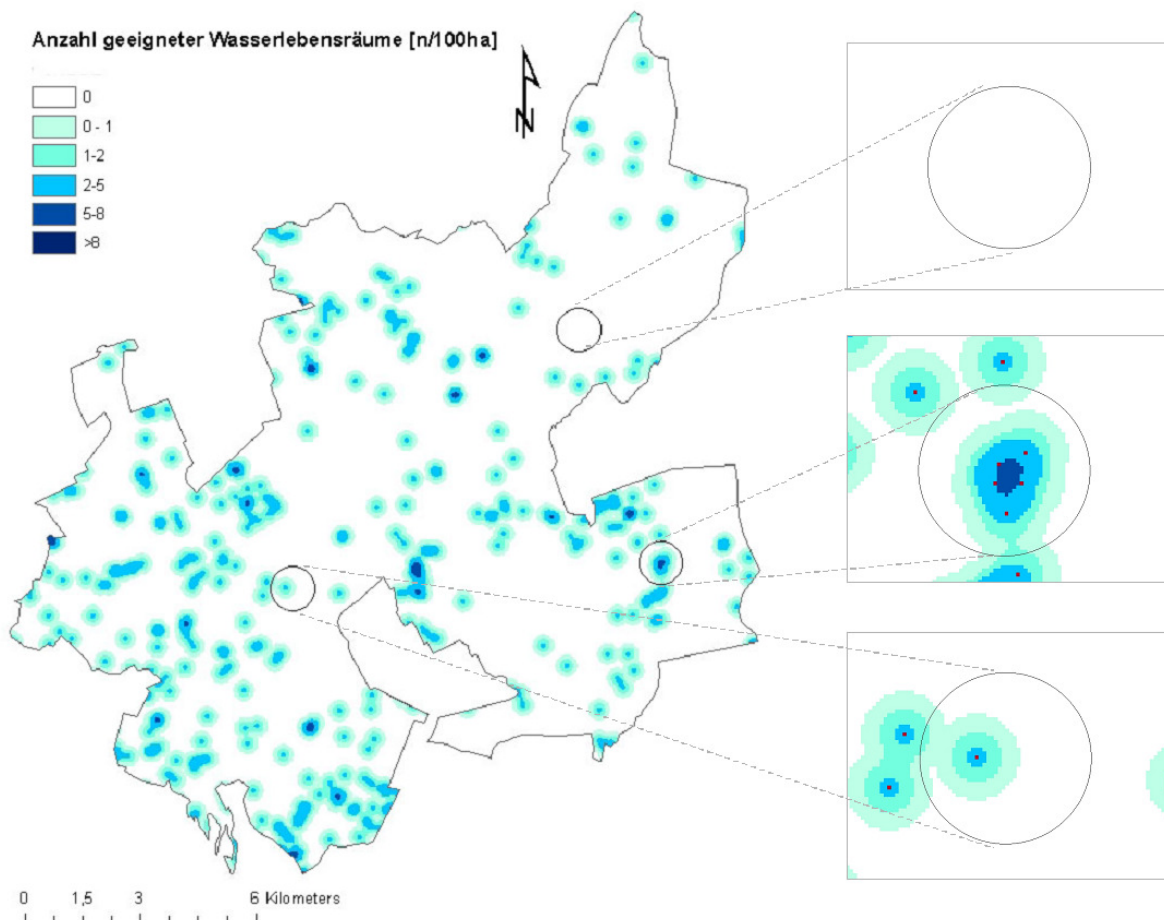 Anzahl geeigneter Wasserlebensräume [n/100ha]
0
0 - 1
1-2
2-5
5-8
>8
N
0 1,5 3 6 Kilometers